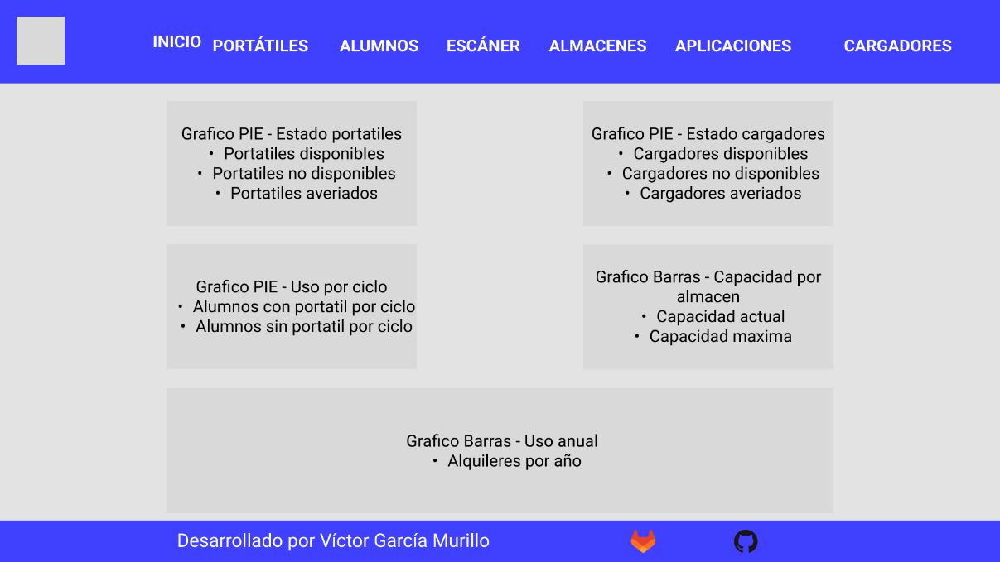 INICIO PORTÁTILES ALUMNOS ESCÁNER ALMACENES APLICACIONES CARGADORES
Grafico PIE - Estado portatiles
• Portatiles disponibles
• Portatiles no disponibles
• Portatiles averiados
Grafico PIE - Estado cargadores
• Cargadores disponibles
• Cargadores no disponibles
• Cargadores averiados
Grafico PIE - Uso por ciclo
• Alumnos con portatil por ciclo
• Alumnos sin portatil por ciclo
Grafico Barras - Capacidad por
almacen
• Capacidad actual
• Capacidad maxima
Grafico Barras - Uso anual
• Alquileres por año
Desarrollado por Víctor García Murillo